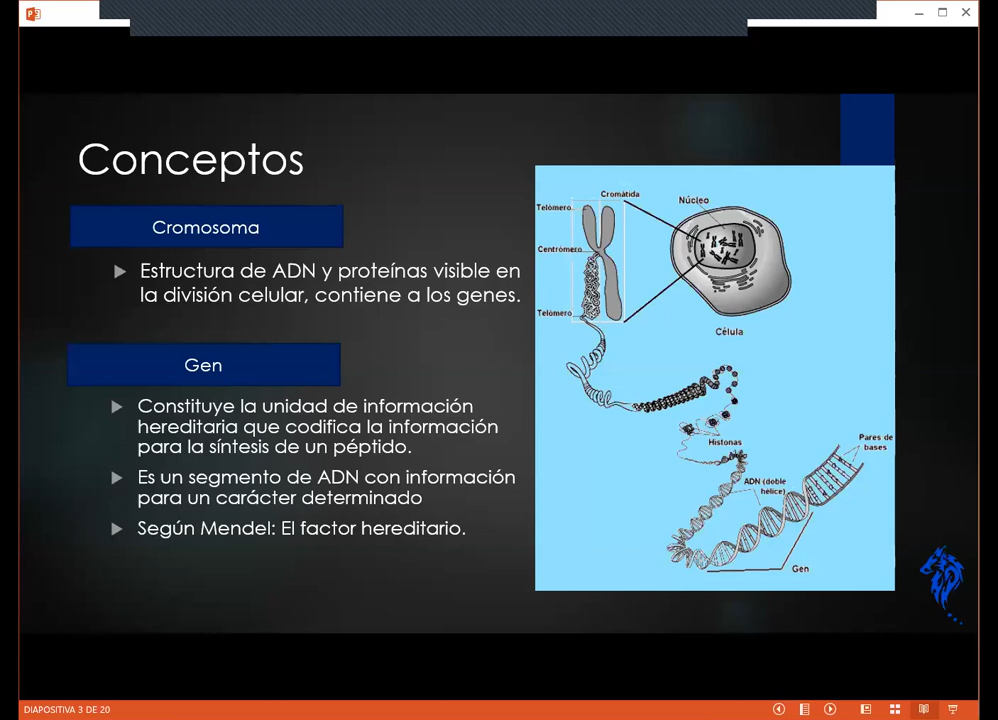 Conceptos
Cromosoma
Estructura de ADN y proteínas visible en
la división celular, contiene a los genes.
Gen
Constituye la unidad de información
hereditaria que codifica la información
para la síntesis de un péptido.
Es un segmento de ADN con información
para un carácter determinado
Según Mendel: El factor hereditario.
Cromátida
Telómero
Núcleo
Centrómero
Telómero
Célula
Histonas
Pares de
bases
ADN (doble
hélice)
Gen
DIAPOSITIVA 3 DE 20